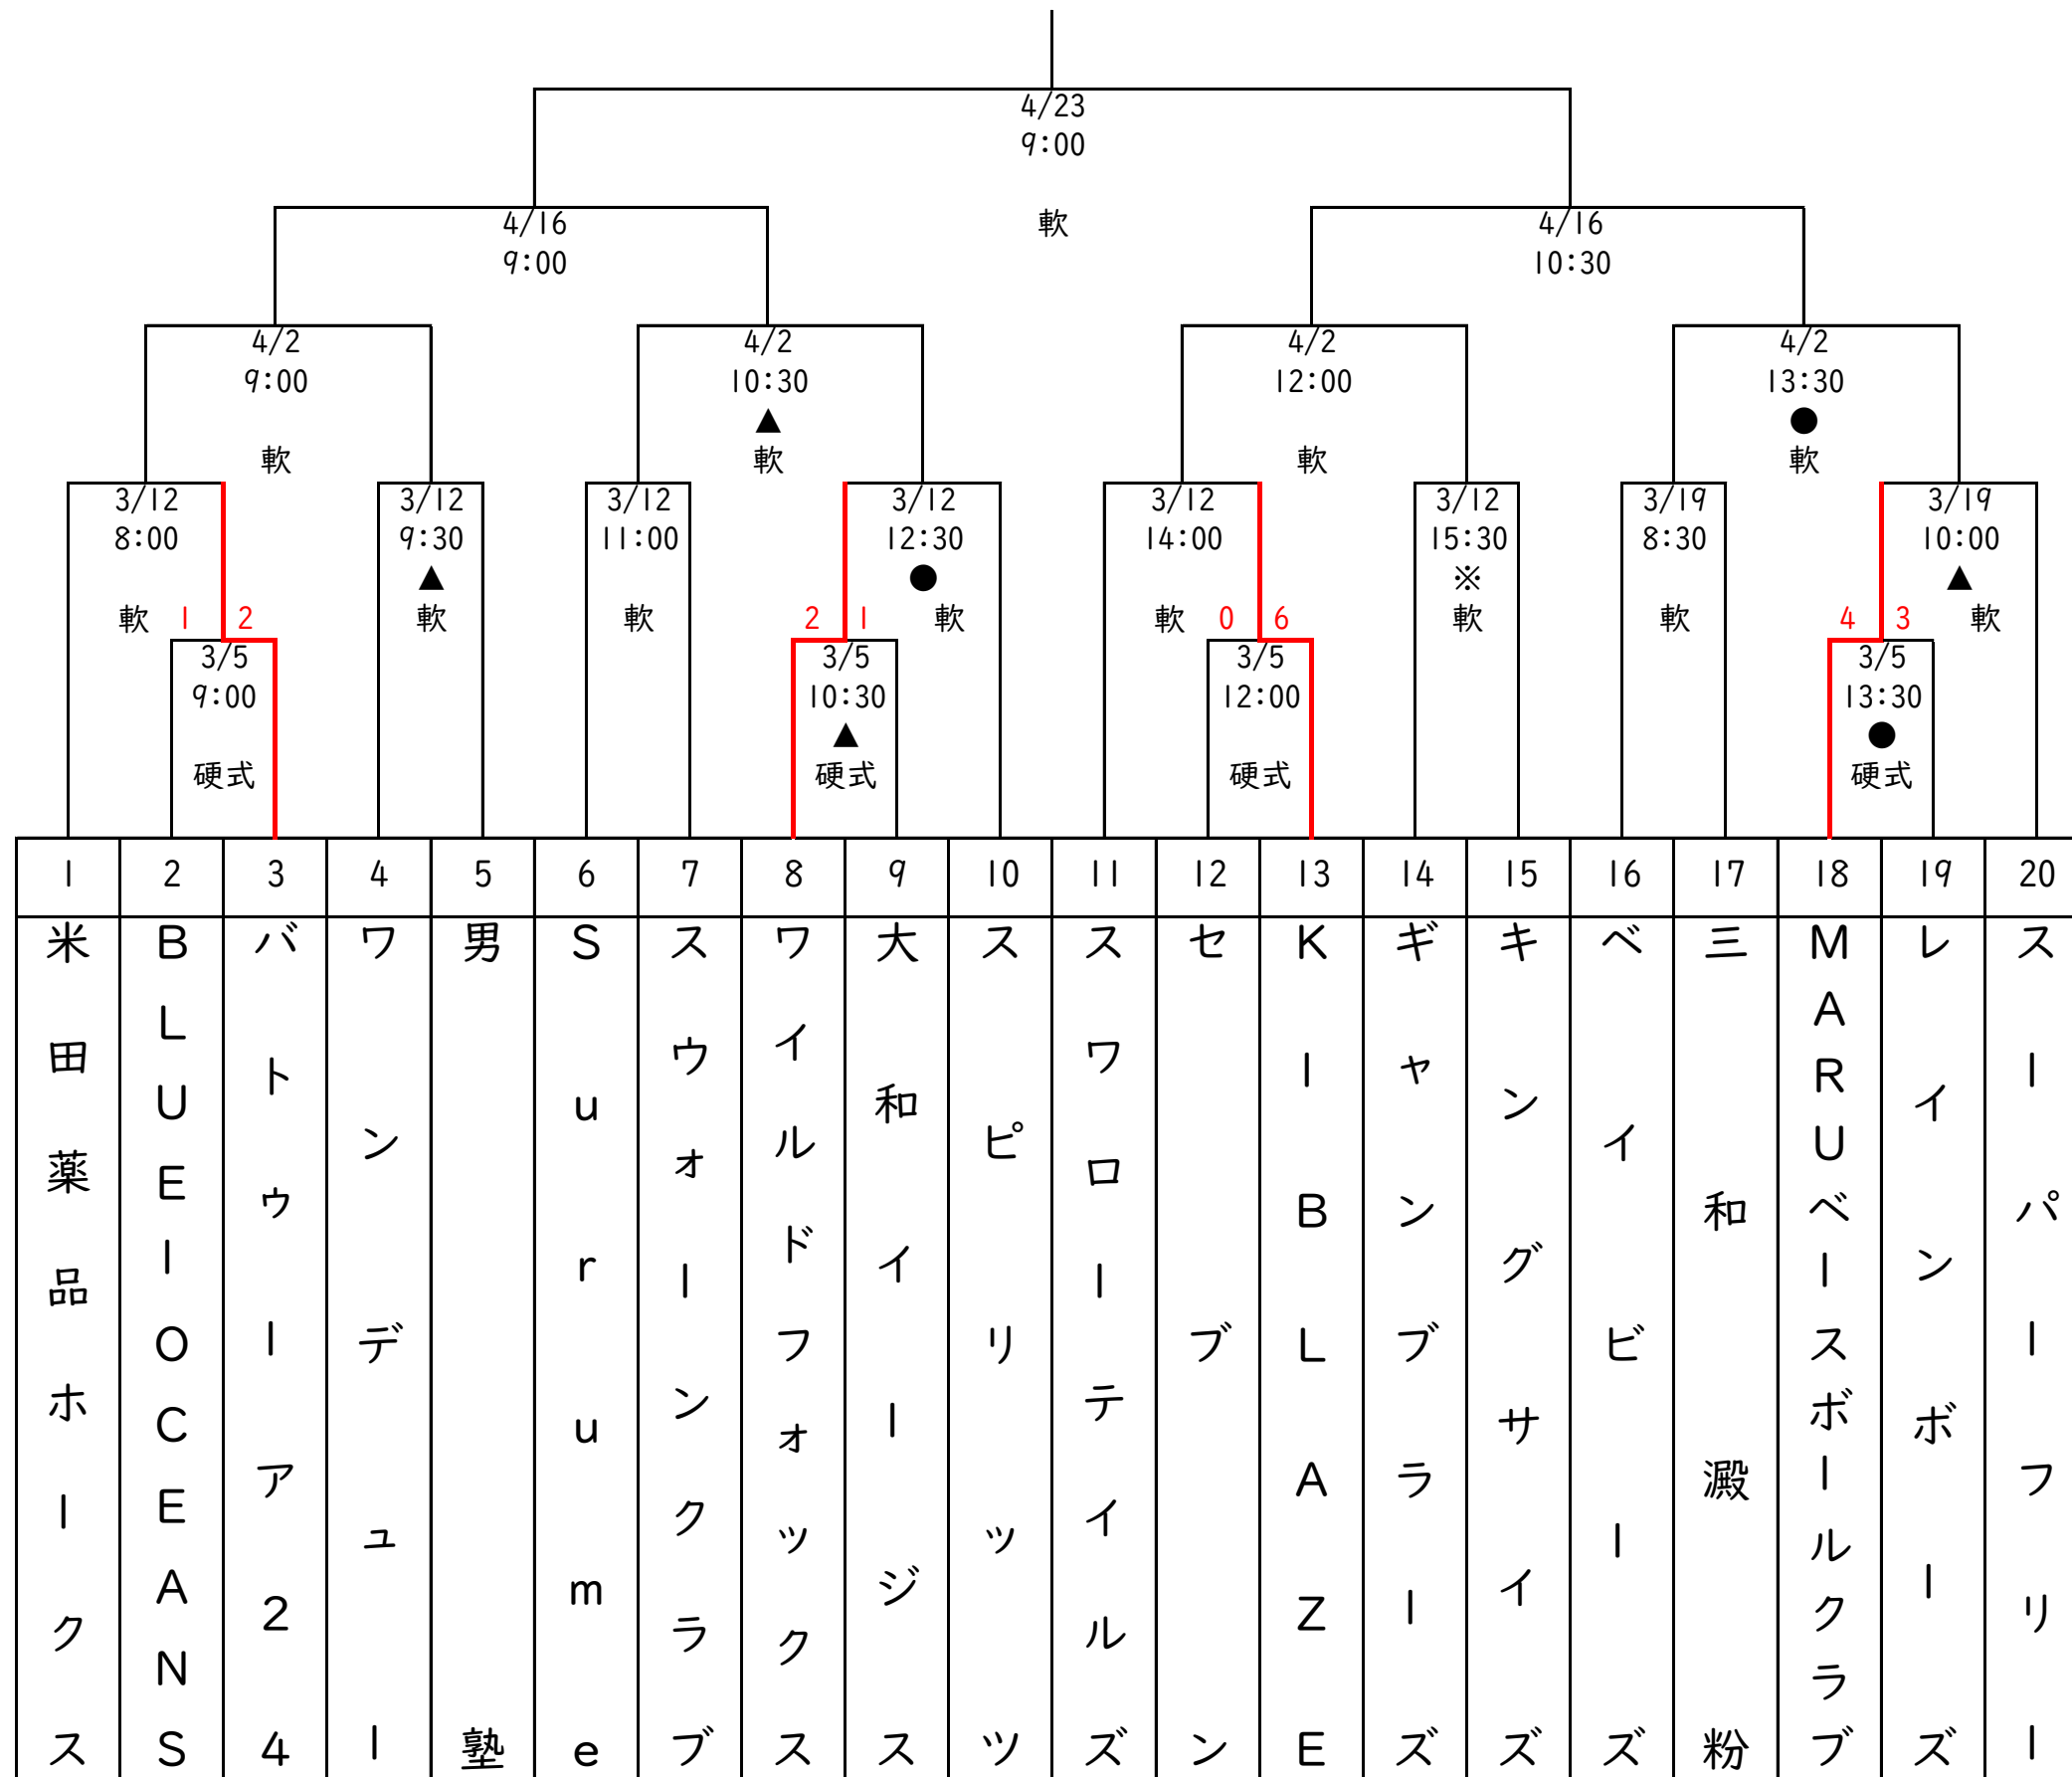 4/23
9:00
軟
4/16
9:00
4/16
10:30
4/2
9:00
軟
4/2
10:30
▲
軟
4/2
12:00
軟
4/2
13:30
●
軟
3/12
8:00
軟
1 2
3/12
9:30
▲
軟
3/12
11:00
軟
2 1
3/12
12:30
●
軟
3/12
14:00
軟
0 6
3/12
15:30
※
軟
3/19
8:30
軟
4 3
3/19
10:00
▲
軟
3/5
9:00
硬式
3/5
10:30
▲
硬式
3/5
12:00
硬式
3/5
13:30
●
硬式
1 2 3 4 5 6 7 8 9 10 11 12 13 14 15 16 17 18 19 20
米田薬品ホークス
BLUEIOCEANS
バトゥーア24
ワンデュー
男塾
Surume
スウォーンクラブ
ワイルドフォックス
大和イージス
スピリッツ
スワローテイルズ
セブン
KIBLAZE
ギャンブラーズ
キングサイズ
ベイビーズ
三和澱粉
MARUベースボールクラブ
レインボーズ
スーパーフリー